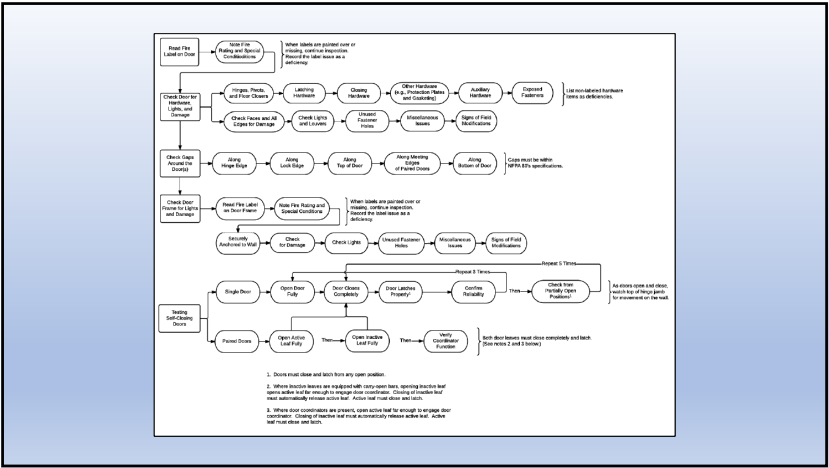 Read Fire
Label on Door
Note Fire
Rating and Special
Conditions
When labels are painted over or
missing, continue inspection.
Record the label issue as a
deficiency.
Check Door for
Hardware,
Lights, and
Damage
Hinges, Pivots,
and Floor Closers
Latching
Hardware
Closing
Hardware
Other Hardware
(e.g., Protection Plates
and Gasketing)
Auxiliary
Hardware
Exposed
Fasteners
List non-labeled hardware
items as deficiencies.
Check Faces and All
Edges for Damage
Check Lights
and Louvers
Unused
Fastener
Holes
Miscellaneous
Issues
Signs of Field
Modifications
Check Gaps
Around the
Door(s)
Along
Hinge Edge
Along
Lock Edge
Along
Top of Door
Along Meeting
Edges
of Paired Doors
Along
Bottom of Door
Gaps must be within
NFPA 80's specifications.
Check Door
Frame for Lights
and Damage
Read Fire Label
on Door Frame
Note Fire Rating and
Special Conditions
When labels are painted over or
missing, continue inspection.
Record the label issue as a
deficiency.
Securely
Anchored to Wall
Check
for Damage
Check Lights
Unused Fastener
Holes
Miscellaneous
Issues
Signs of Field
Modifications
Repeat 5 Times
Repeat 3 Times
Testing
Self-Closing
Doors
Single Door
Open Door
Fully
Door Closes
Completely
Door Latches
Properly¹
Confirm
Reliability
Then
Check from
Partially Open
Positions¹
As doors open and close,
watch top of hinge jamb
for movement on the wall.
Paired Doors
Open Active
Leaf Fully
Then
Open Inactive
Leaf Fully
Then
Verify
Coordinator
Function
Both door leaves must close completely and latch.
(See notes 2 and 3 below.)
1. Doors must close and latch from any open position.
2. Where inactive leaves are equipped with carry-open bars, opening inactive leaf
opens active leaf far enough to engage door coordinator. Closing of inactive leaf
must automatically release active leaf. Active leaf must close and latch.
3. Where door coordinators are present, open active leaf far enough to engage door
coordinator. Closing of inactive leaf must automatically release active leaf. Active
leaf must close and latch.